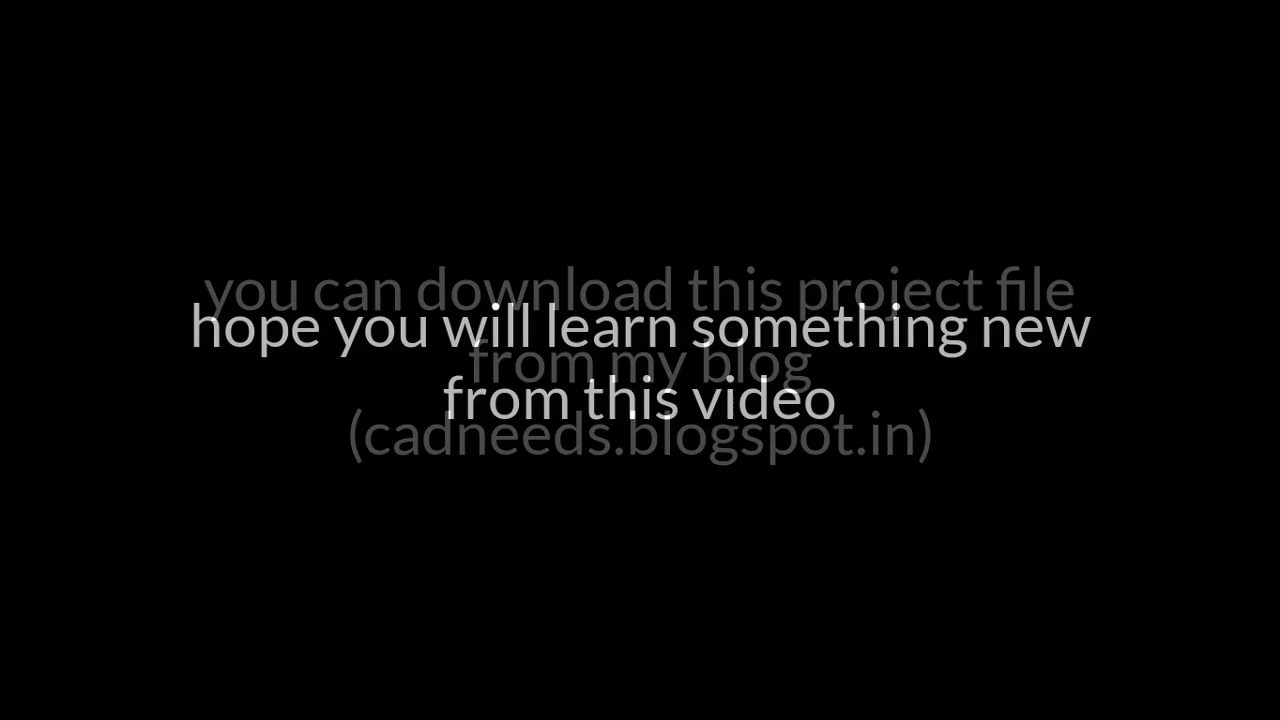 you can download this project file
hope you will learn something new
from my blog
from this video
(cadneeds.blogspot.in)